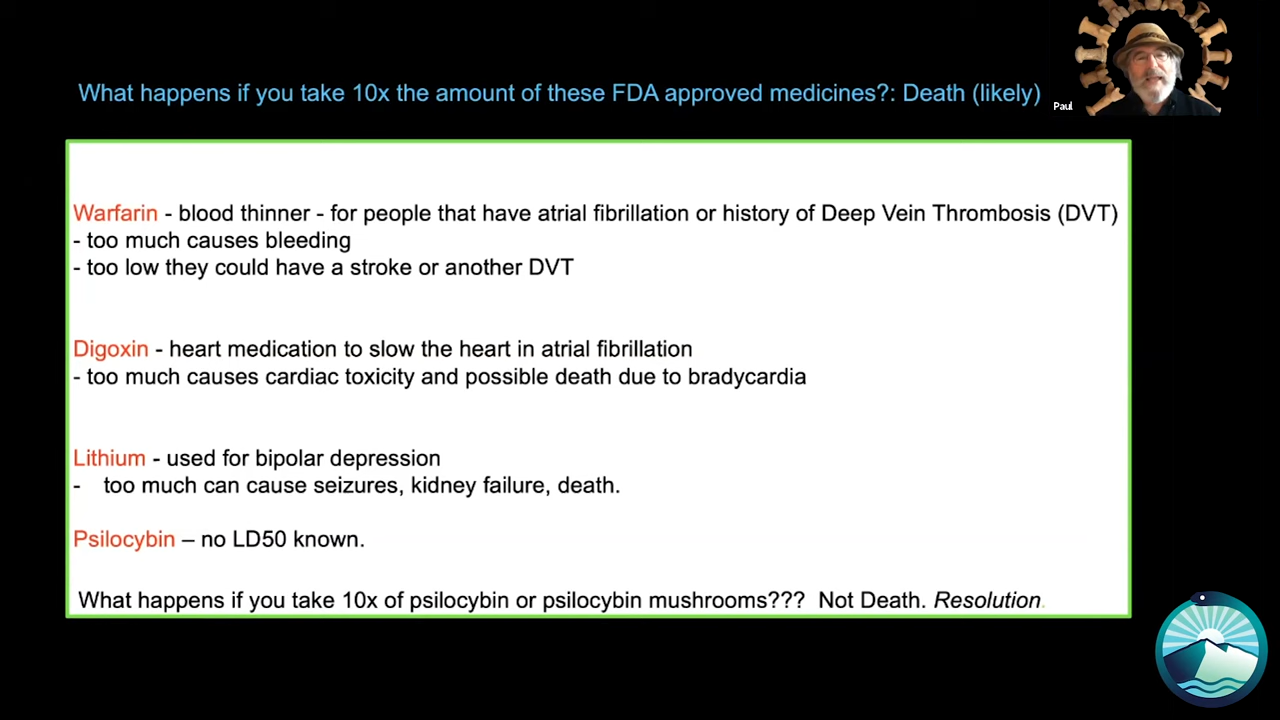 What happens if you take 10x the amount of these FDA approved medicines?: Death (likely)
Paul
Warfarin - blood thinner - for people that have atrial fibrillation or history of Deep Vein Thrombosis (DVT)
- too much causes bleeding
- too low they could have a stroke or another DVT
Digoxin - heart medication to slow the heart in atrial fibrillation
- too much causes cardiac toxicity and possible death due to bradycardia
Lithium - used for bipolar depression
- too much can cause seizures, kidney failure, death.
Psilocybin – no LD50 known.
What happens if you take 10x of psilocybin or psilocybin mushrooms??? Not Death. Resolution.